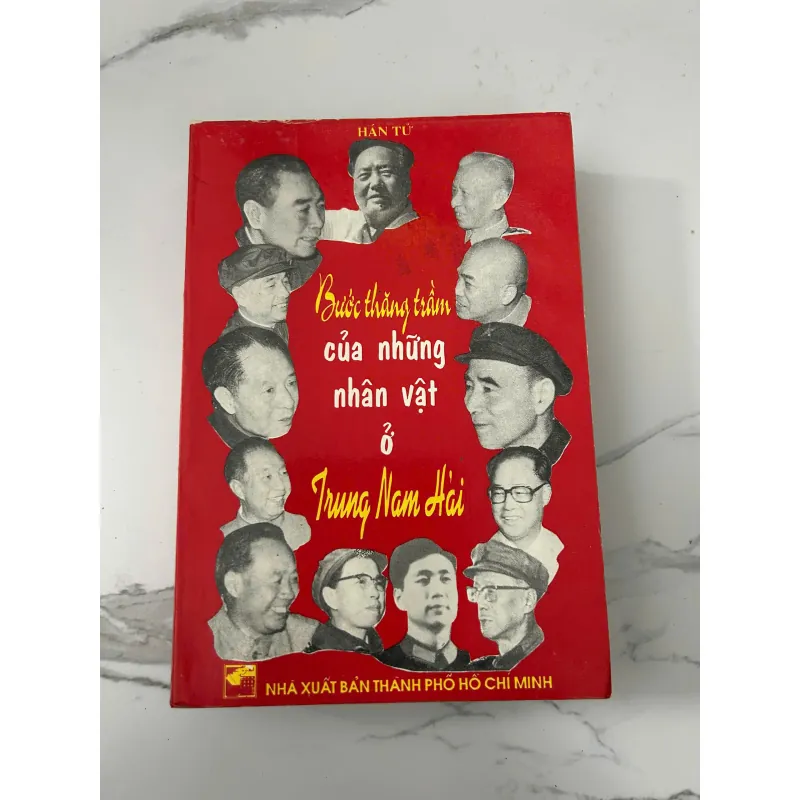 HÁN TỬ
Bước thăng trầm
của những
nhân vật
ở
Trung Nam Hải
NHÀ XUẤT BẢN THÀNH PHỐ HỒ CHÍ MINH